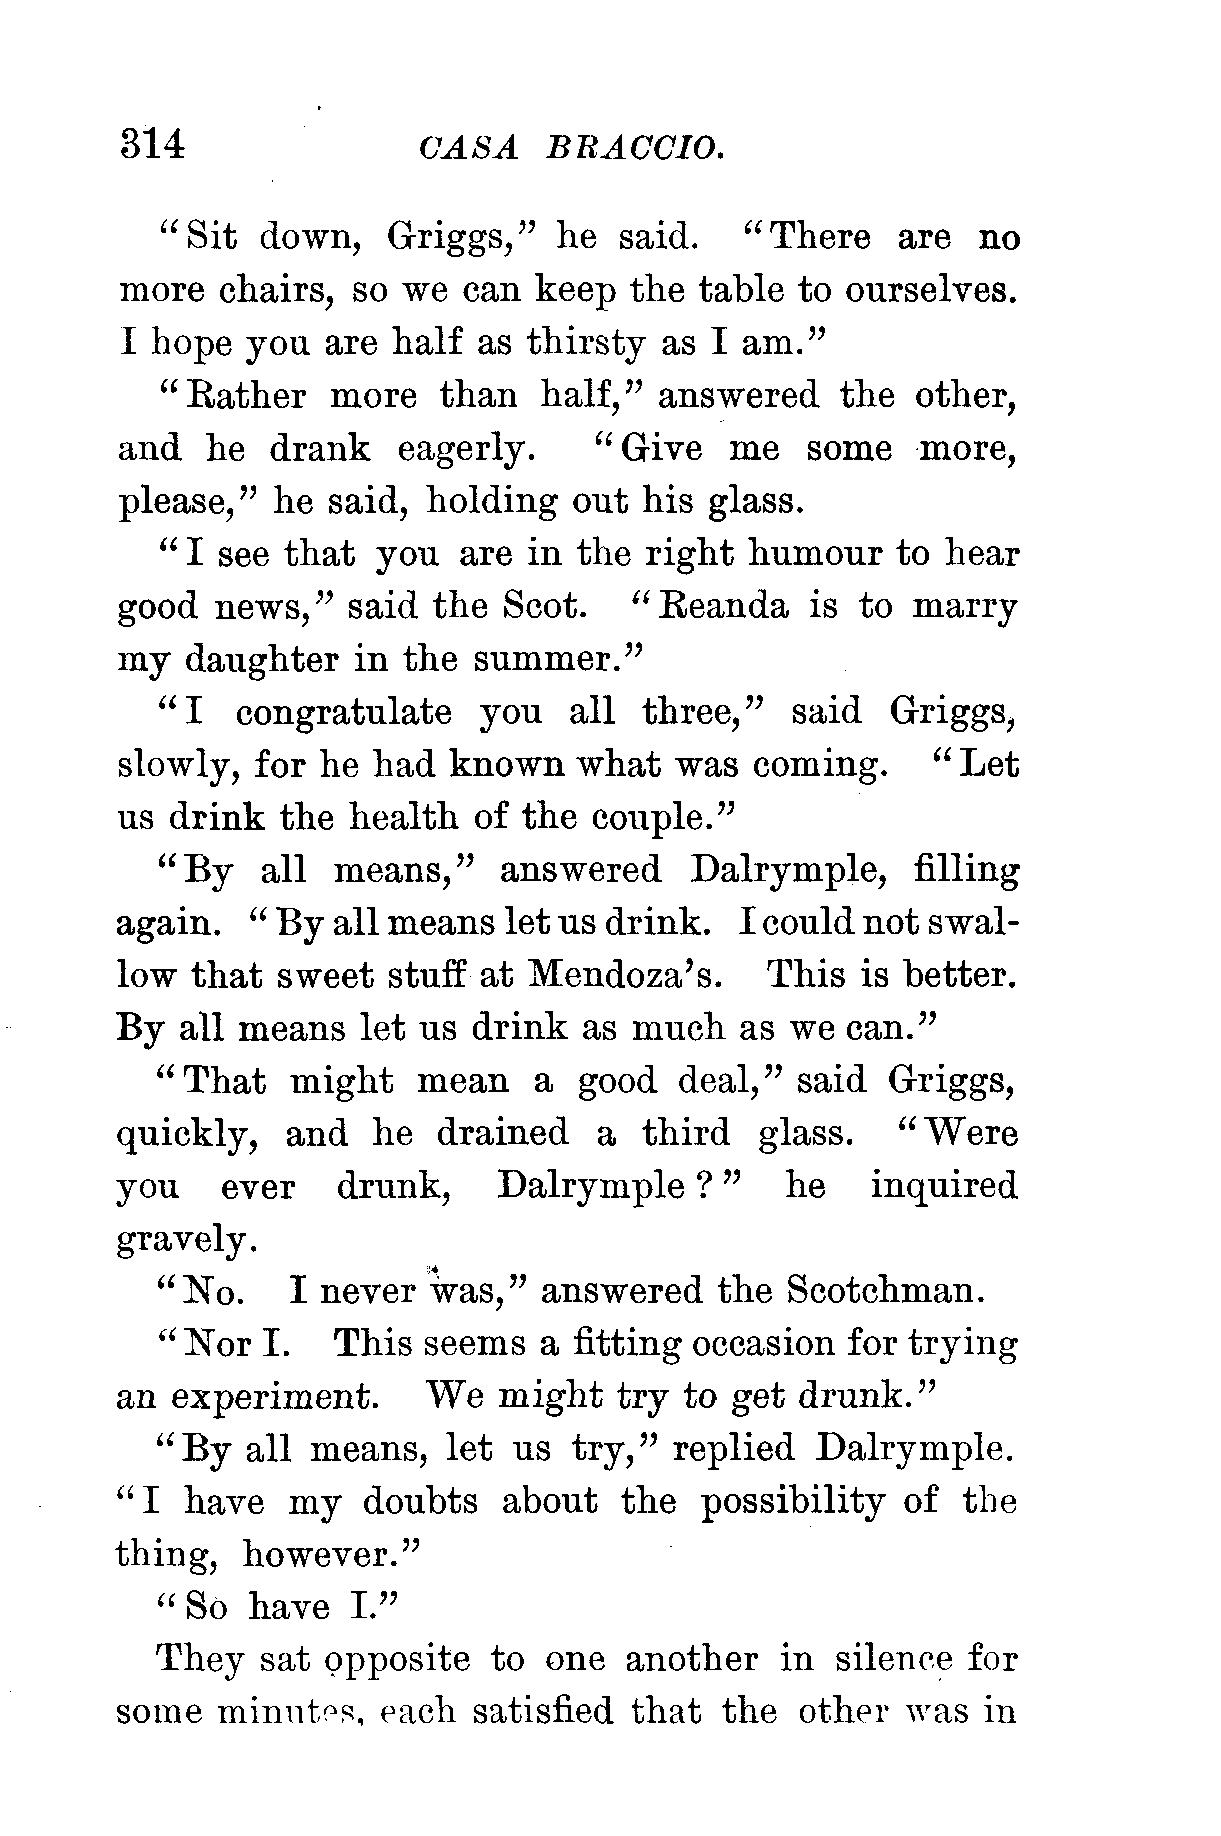 314 CASA BRACCIO.
“Sit down, Griggs,” he said. “There are no
more chairs, so we can keep the table to ourselves.
I hope you are half as thirsty as I am.”
“Rather more than half,” answered the other,
and he drank eagerly. “Give me some more,
please,” he said, holding out his glass.
“I see that you are in the right humour to hear
good news,” said the Scot. “Reanda is to marry
my daughter in the summer.”
“I congratulate you all three,” said Griggs,
slowly, for he had known what was coming. “Let
us drink the health of the couple.”
“By all means,” answered Dalrymple, filling
again. “By all means let us drink. I could not swal-
low that sweet stuff at Mendoza’s. This is better.
By all means let us drink as much as we can.”
“That might mean a good deal,” said Griggs,
quickly, and he drained a third glass. “Were
you ever drunk, Dalrymple?” he inquired
gravely.
“No. I never was,” answered the Scotchman.
“Nor I. This seems a fitting occasion for trying
an experiment. We might try to get drunk.”
“By all means, let us try,” replied Dalrymple.
“I have my doubts about the possibility of the
thing, however.”
“So have I.”
They sat opposite to one another in silence for
some minutes, each satisfied that the other was in